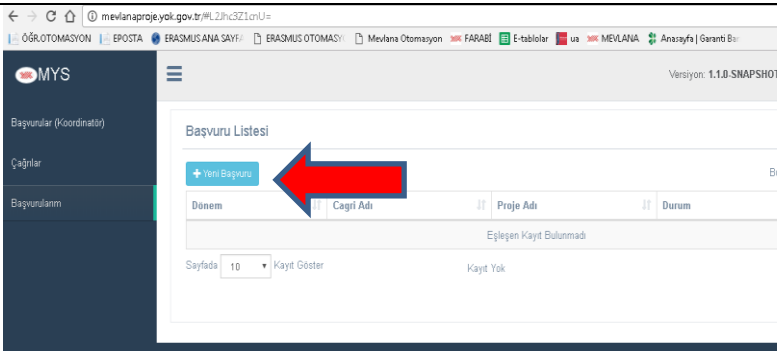 mevlanaproje.yok.gov.tr/#L2Jhc3Z1cnU=
ÖĞR.OTOMASYON EPOSTA ERASMUS ANA SAYF ERASMUS OTOMASY Mevlana Otomasyon FARABİ E-tablolar ua MEVLANA Anasayfa | Garanti Ba
MYS
Versiyon: 1.1.0-SNAPSHOT
Başvurular (Koordinatör)
Çağrılar
Başvurularım
Başvuru Listesi
+ Yeni Başvuru
Dönem Cagri Adı Proje Adı Durum
Eşleşen Kayıt Bulunmadı
Sayfada 10 Kayıt Göster
Kayıt Yok